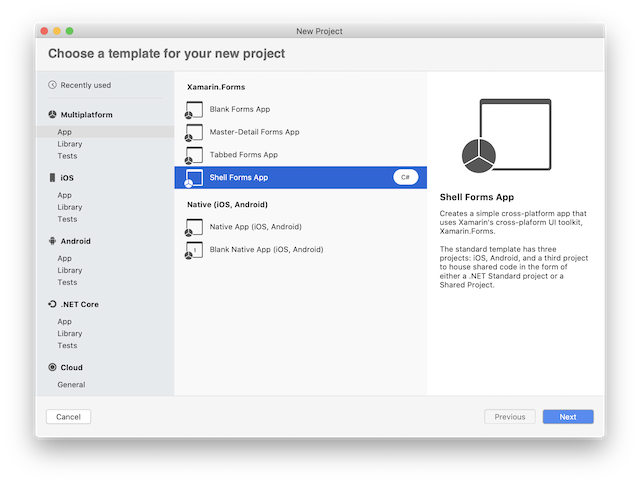 New Project
Choose a template for your new project
Recently used
Multiplatform
App
Library
Tests
iOS
App
Library
Tests
Android
App
Library
Tests
.NET Core
App
Library
Tests
Cloud
General
Xamarin.Forms
Blank Forms App
Master-Detail Forms App
Tabbed Forms App
Shell Forms App
C#
Native (iOS, Android)
Native App (iOS, Android)
Blank Native App (iOS, Android)
Shell Forms App
Creates a simple cross-platform app that
uses Xamarin's cross-plaform UI toolkit,
Xamarin.Forms.
The standard template has three
projects: iOS, Android, and a third project
to house shared code in the form of
either a .NET Standard project or a
Shared Project.
Cancel
Previous
Next